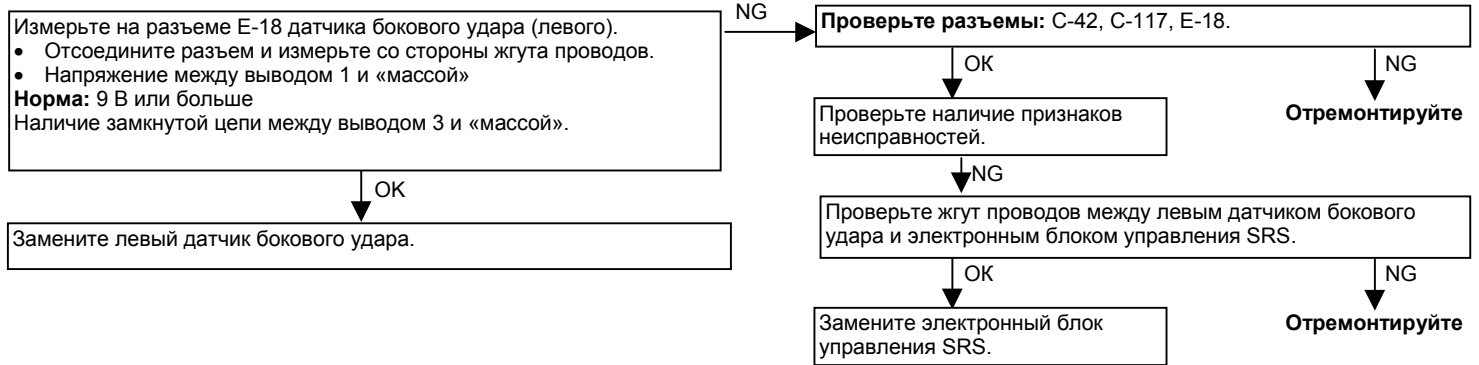 Измерьте на разъеме E-18 датчика бокового удара (левого).
• Отсоедините разъем и измерьте со стороны жгута проводов.
• Напряжение между выводом 1 и «массой»
Норма: 9 В или больше
Наличие замкнутой цепи между выводом 3 и «массой».
NG
OK
Замените левый датчик бокового удара.
Проверьте разъемы: C-42, C-117, E-18.
OK
NG
Проверьте наличие признаков
неисправностей.
Отремонтируйте
NG
Проверьте жгут проводов между левым датчиком бокового
удара и электронным блоком управления SRS.
OK
NG
Замените электронный блок
управления SRS.
Отремонтируйте